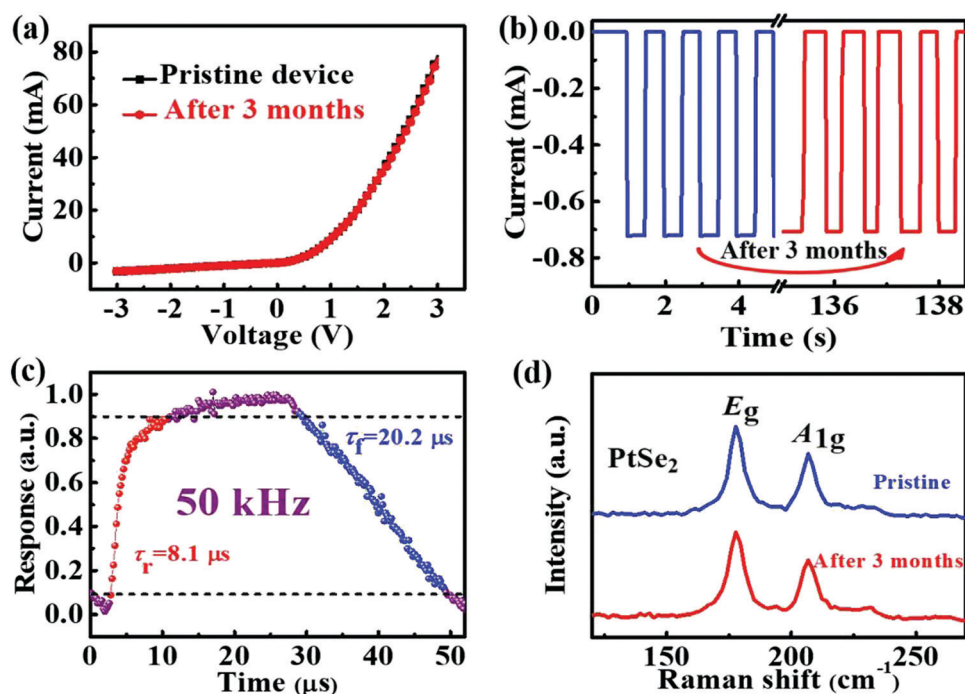 (a)
80
60
40
20
0
Current (mA)
Pristine device
After 3 months
-3 -2 -1 0 1 2 3
Voltage (V)
(b)
0.0
-0.2
-0.4
-0.6
-0.8
Current (mA)
After 3 months
0 2 4 136 138
Time (s)
(c)
1.0
0.8
0.6
0.4
0.2
0.0
Response (a.u.)
τf=20.2 μs
50 kHz
τr=8.1 μs
0 10 20 30 40 50
Time (μs)
(d)
Intensity (a.u.)
Eg
A1g
PtSe2
Pristine
After 3 months
150 200 250
Raman shift (cm-1)